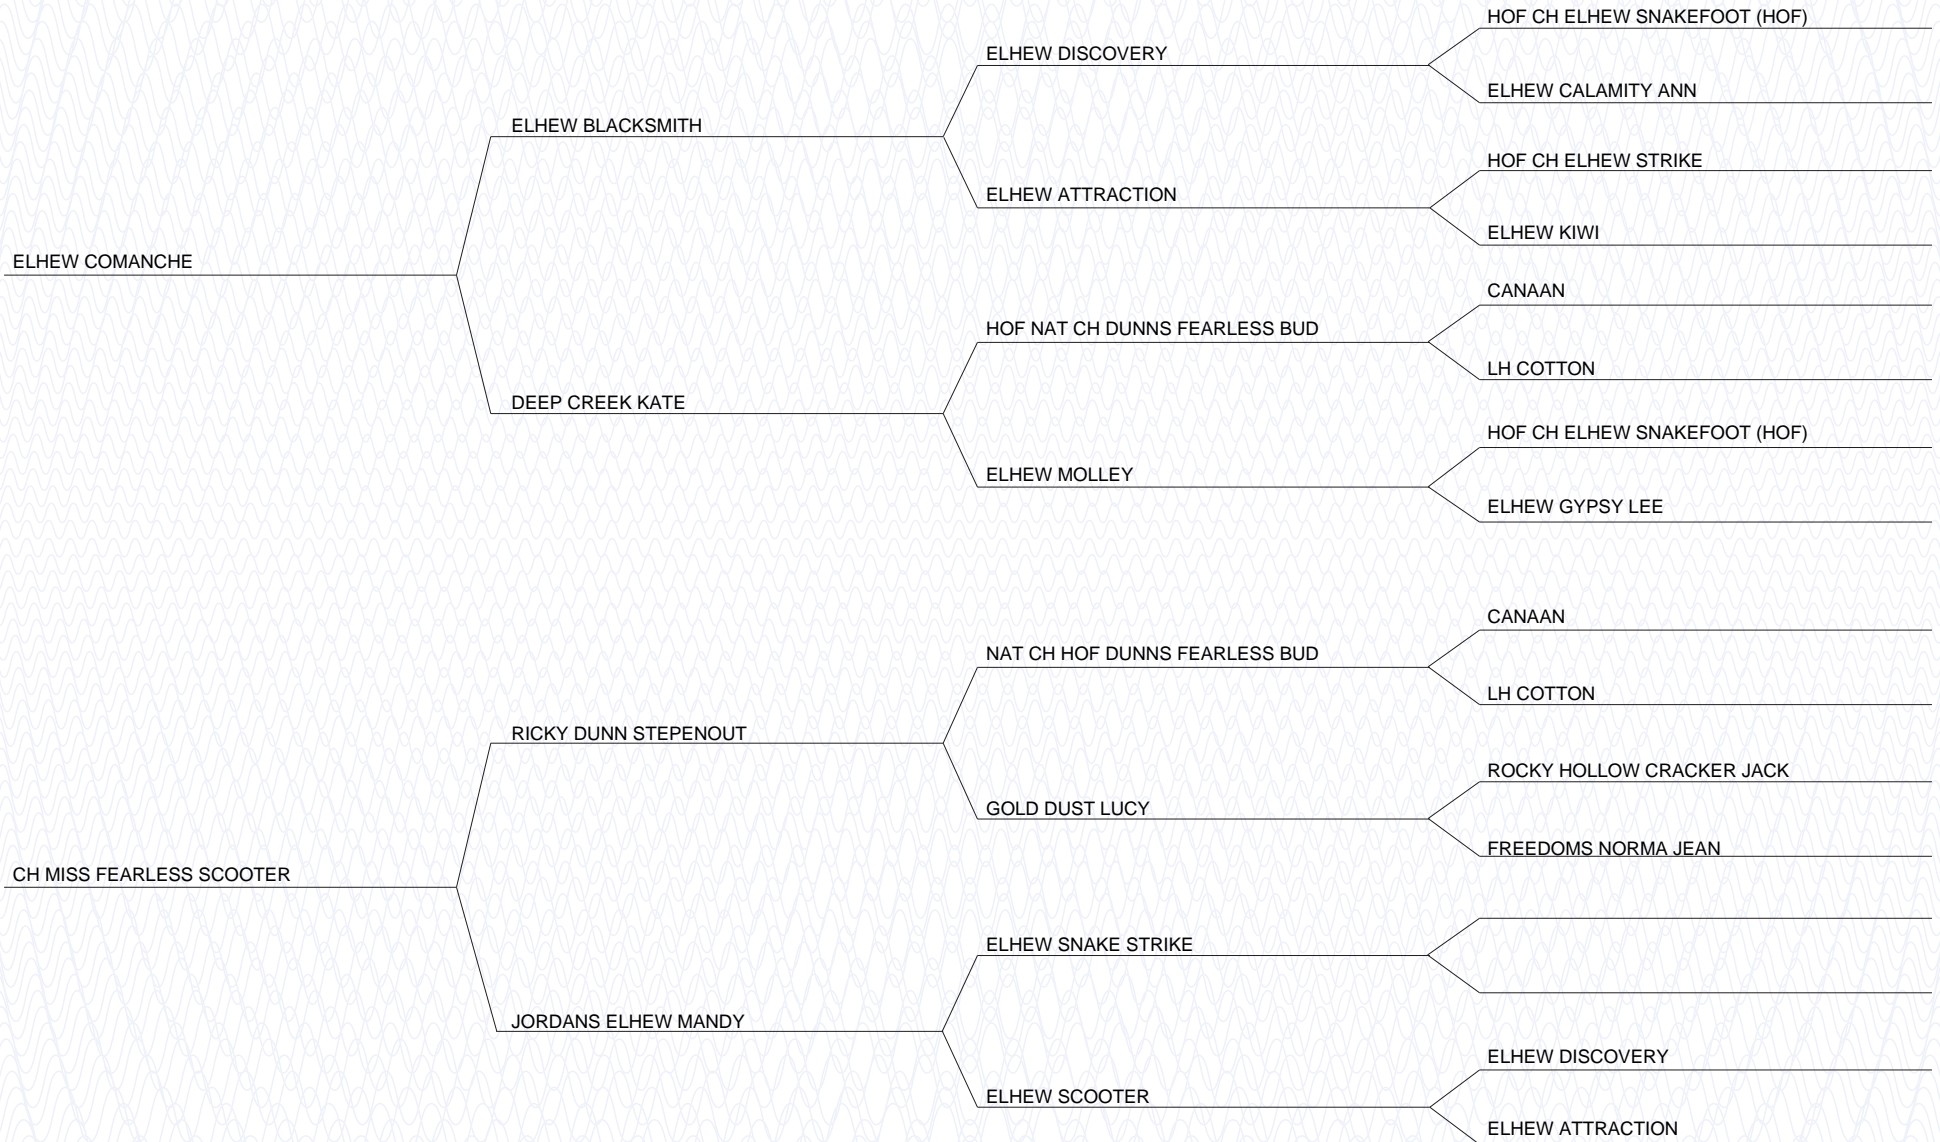 HOF CH ELHEW SNAKEFOOT (HOF)
ELHEW DISCOVERY
ELHEW CALAMITY ANN
ELHEW BLACKSMITH
HOF CH ELHEW STRIKE
ELHEW ATTRACTION
ELHEW KIWI
ELHEW COMANCHE
CANAAN
HOF NAT CH DUNNS FEARLESS BUD
LH COTTON
DEEP CREEK KATE
HOF CH ELHEW SNAKEFOOT (HOF)
ELHEW MOLLEY
ELHEW GYPSY LEE
CANAAN
NAT CH HOF DUNNS FEARLESS BUD
LH COTTON
RICKY DUNN STEPENOUT
ROCKY HOLLOW CRACKER JACK
GOLD DUST LUCY
FREEDOMS NORMA JEAN
CH MISS FEARLESS SCOOTER
ELHEW SNAKE STRIKE
JORDANS ELHEW MANDY
ELHEW DISCOVERY
ELHEW SCOOTER
ELHEW ATTRACTION